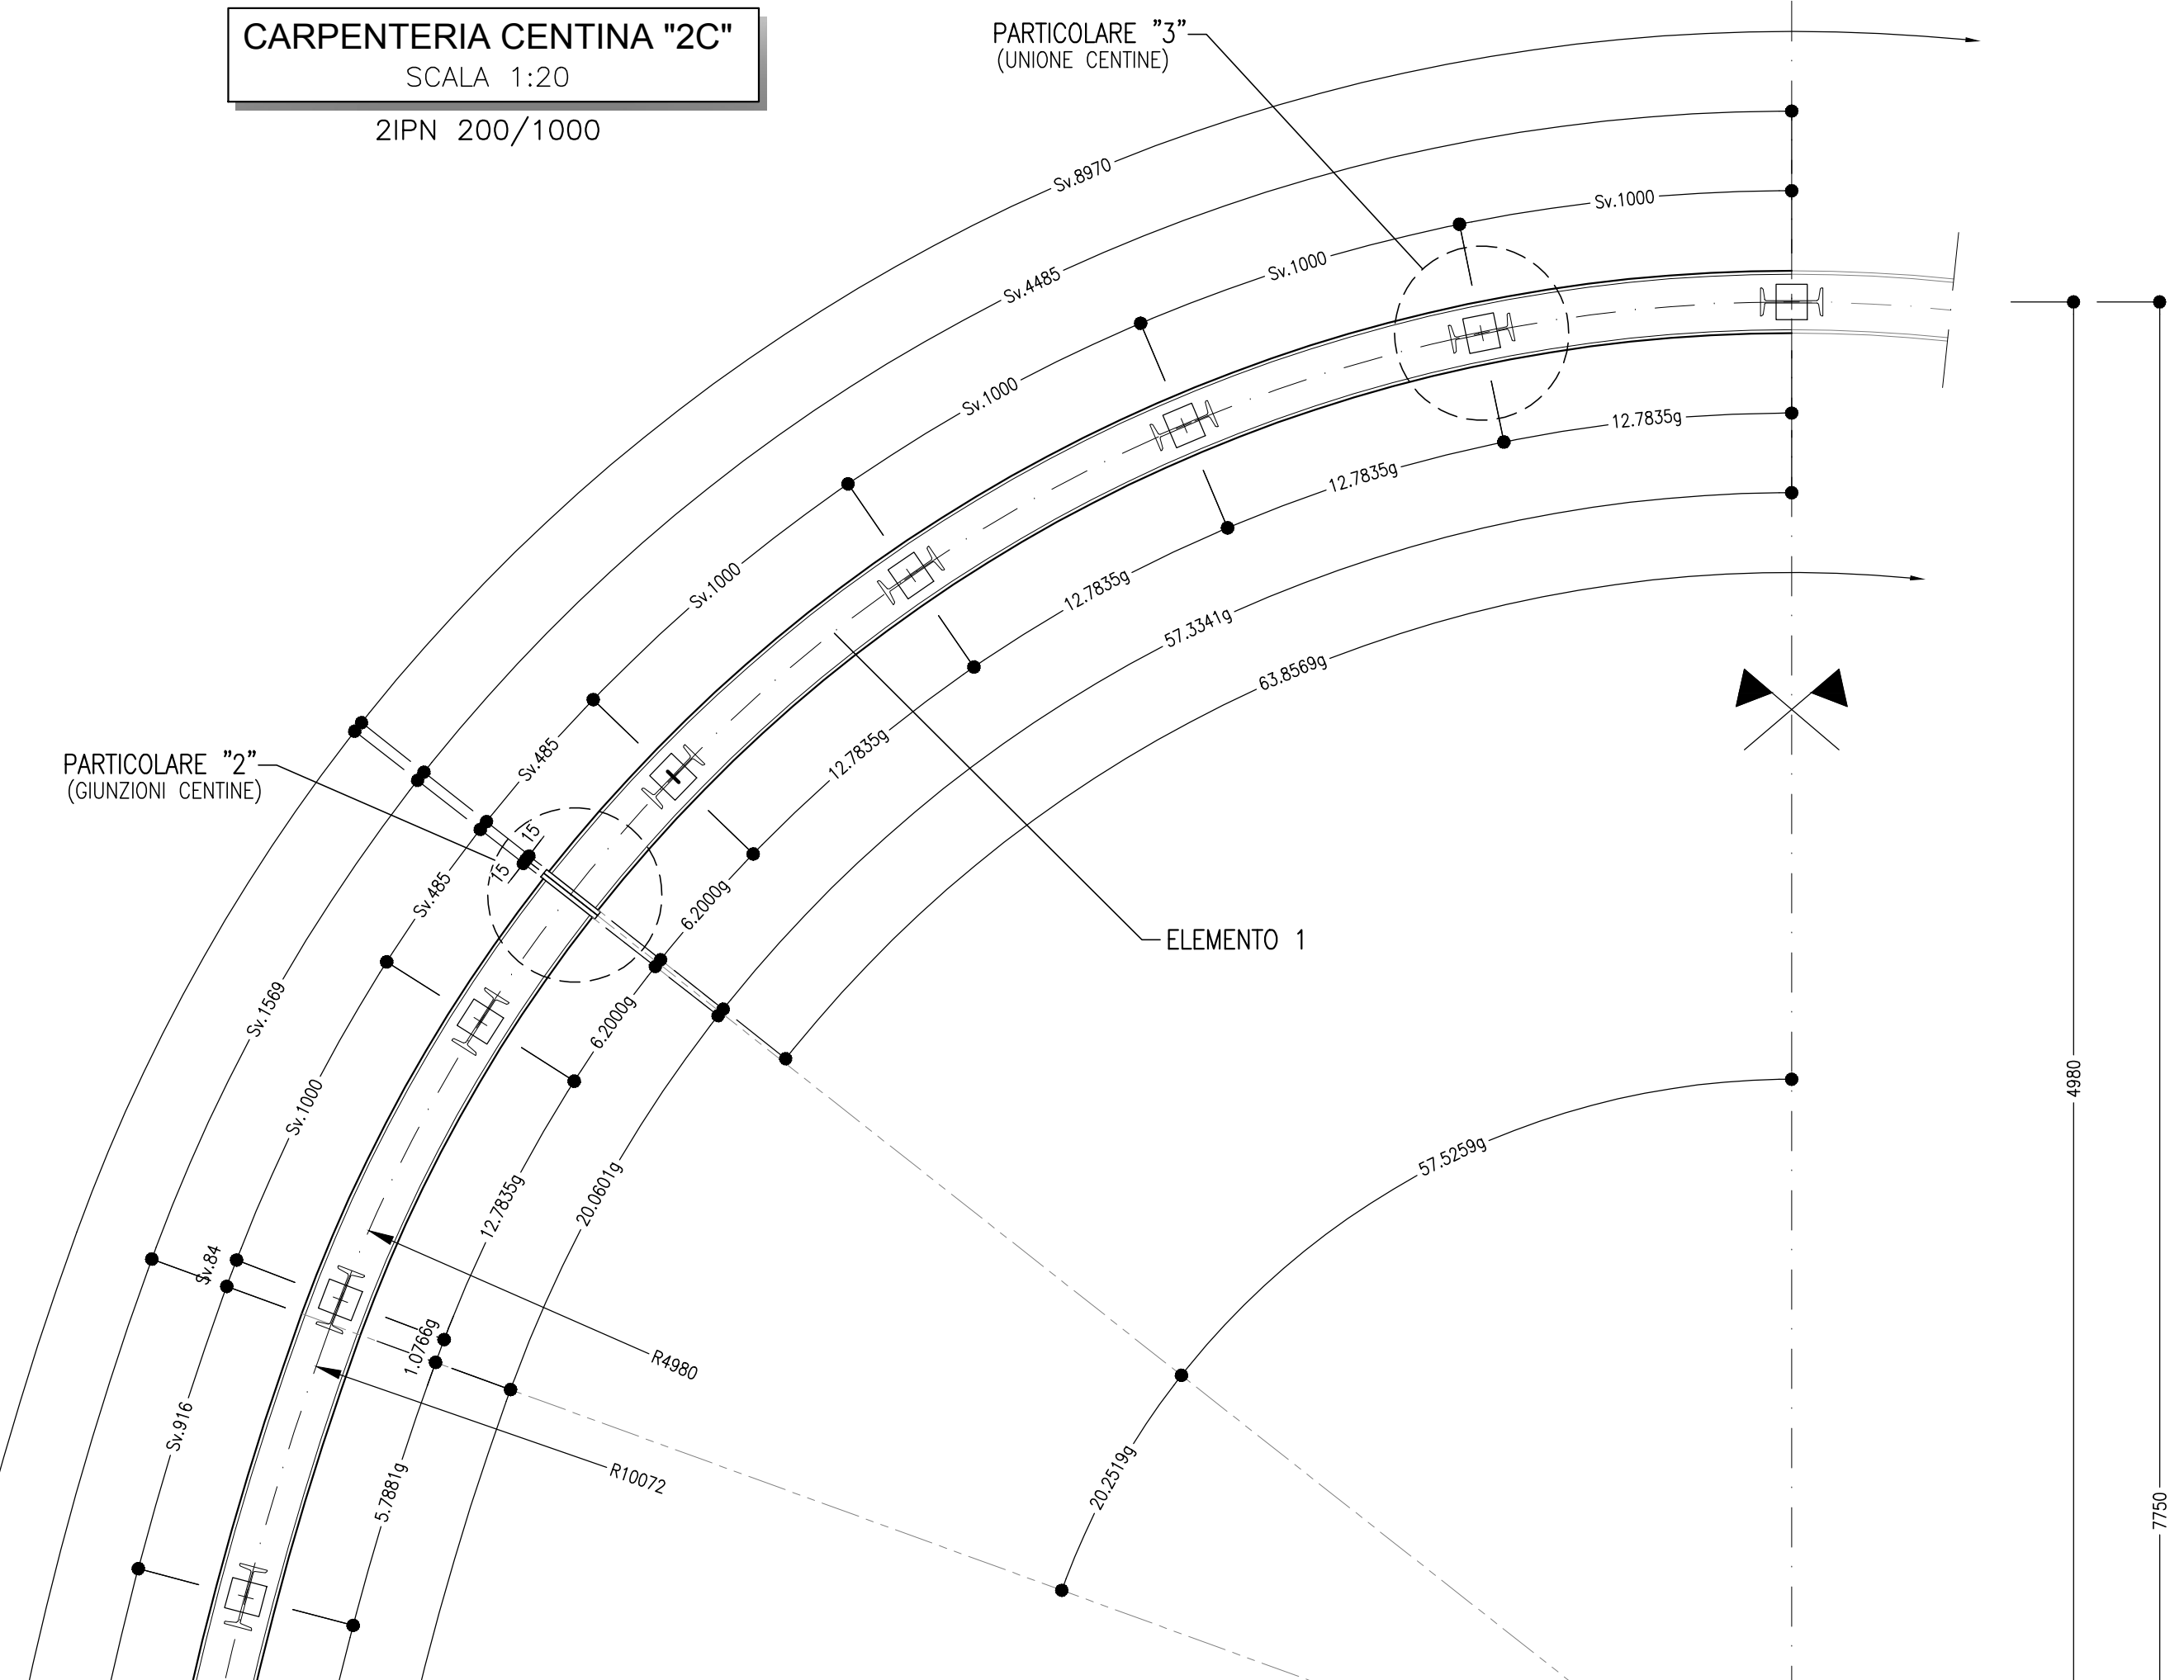 CARPENTERIA CENTINA "2C"
SCALA 1:20
2IPN 200/1000
PARTICOLARE "3"
(UNIONE CENTINE)
Sv.8970
Sv.4485
Sv.1000
Sv.1000
Sv.1000
Sv.1000
Sv.485
15
15
Sv.485
Sv.1569
Sv.1000
Sv.84
Sv.916
12.7835g
12.7835g
12.7835g
12.7835g
57.3341g
63.8569g
PARTICOLARE "2"
(GIUNZIONI CENTINE)
6.2000g
6.2000g
ELEMENTO 1
12.7835g
20.0601g
1.0766g
5.7881g
R4980
R10072
57.5259g
20.2519g
4980
7750